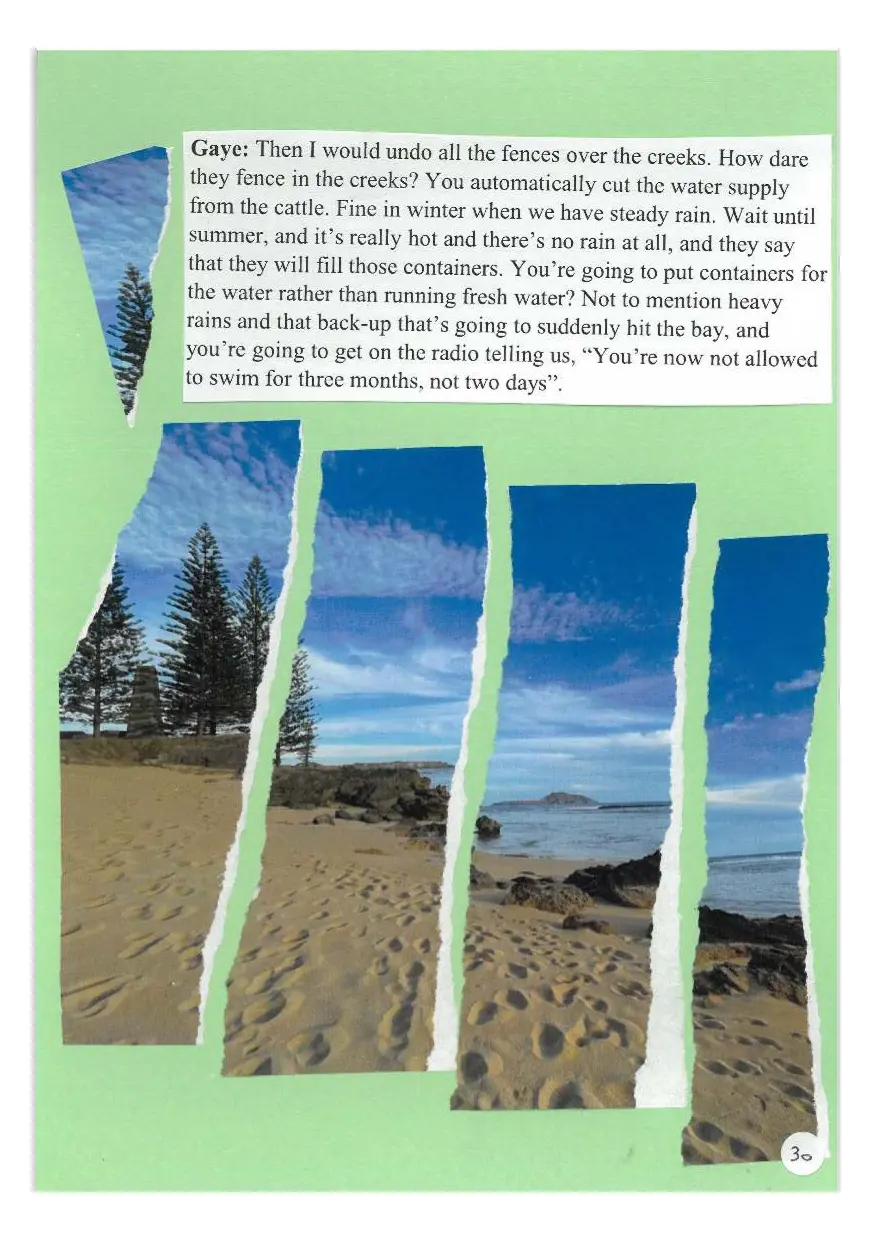 Gaye: Then I would undo all the fences over the creeks. How dare
they fence in the creeks? You automatically cut the water supply
from the cattle. Fine in winter when we have steady rain. Wait until
summer, and it’s really hot and there’s no rain at all, and they say
that they will fill those containers. You’re going to put containers for
the water rather than running fresh water? Not to mention heavy
rains and that back-up that’s going to suddenly hit the bay, and
you’re going to get on the radio telling us, “You’re now not allowed
to swim for three months, not two days”.
30